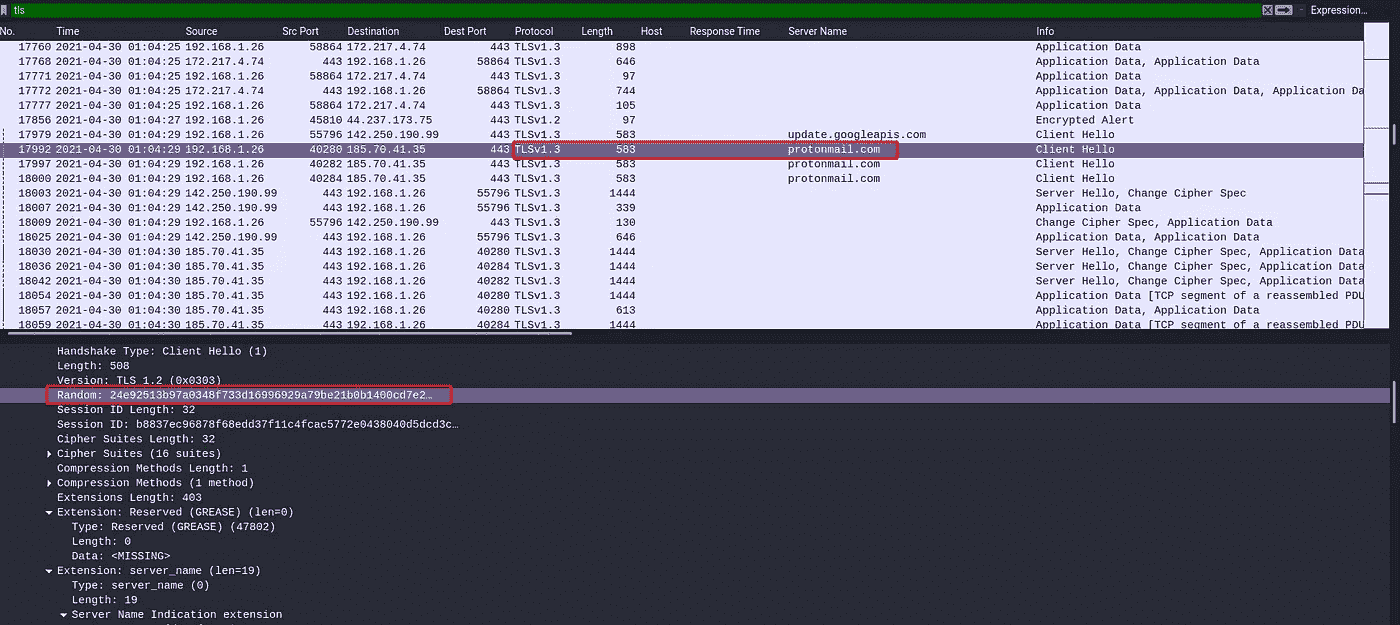 tls Expression…
No. Time Source Src Port Destination Dest Port Protocol Length Host Response Time Server Name Info
17760 2021-04-30 01:04:25 192.168.1.26 58864 172.217.4.74 443 TLSv1.3 898 Application Data
17768 2021-04-30 01:04:25 172.217.4.74 443 192.168.1.26 58864 TLSv1.3 646 Application Data, Application Data
17771 2021-04-30 01:04:25 192.168.1.26 58864 172.217.4.74 443 TLSv1.3 97 Application Data
17772 2021-04-30 01:04:25 172.217.4.74 443 192.168.1.26 58864 TLSv1.3 744 Application Data, Application Data, Application Da
17777 2021-04-30 01:04:25 192.168.1.26 58864 172.217.4.74 443 TLSv1.3 105 Application Data
17856 2021-04-30 01:04:27 192.168.1.26 45810 44.237.173.75 443 TLSv1.2 97 Encrypted Alert
17979 2021-04-30 01:04:29 192.168.1.26 55796 142.250.190.99 443 TLSv1.3 583 update.googleapis.com Client Hello
17992 2021-04-30 01:04:29 192.168.1.26 40280 185.70.41.35 443 TLSv1.3 583 protonmail.com Client Hello
17997 2021-04-30 01:04:29 192.168.1.26 40282 185.70.41.35 443 TLSv1.3 583 protonmail.com Client Hello
18000 2021-04-30 01:04:29 192.168.1.26 40284 185.70.41.35 443 TLSv1.3 583 protonmail.com Client Hello
18003 2021-04-30 01:04:29 142.250.190.99 443 192.168.1.26 55796 TLSv1.3 1444 Server Hello, Change Cipher Spec
18007 2021-04-30 01:04:29 142.250.190.99 443 192.168.1.26 55796 TLSv1.3 339 Application Data
18009 2021-04-30 01:04:29 192.168.1.26 55796 142.250.190.99 443 TLSv1.3 130 Change Cipher Spec, Application Data
18025 2021-04-30 01:04:29 142.250.190.99 443 192.168.1.26 55796 TLSv1.3 646 Application Data, Application Data
18030 2021-04-30 01:04:30 185.70.41.35 443 192.168.1.26 40280 TLSv1.3 1444 Server Hello, Change Cipher Spec, Application Data
18036 2021-04-30 01:04:30 185.70.41.35 443 192.168.1.26 40284 TLSv1.3 1444 Server Hello, Change Cipher Spec, Application Data
18042 2021-04-30 01:04:30 185.70.41.35 443 192.168.1.26 40282 TLSv1.3 1444 Server Hello, Change Cipher Spec, Application Data
18054 2021-04-30 01:04:30 185.70.41.35 443 192.168.1.26 40280 TLSv1.3 1444 Application Data [TCP segment of a reassembled PDU
18057 2021-04-30 01:04:30 185.70.41.35 443 192.168.1.26 40280 TLSv1.3 613 Application Data, Application Data
18059 2021-04-30 01:04:30 185.70.41.35 443 192.168.1.26 40284 TLSv1.3 1444 Application Data [TCP segment of a reassembled PDU
Handshake Type: Client Hello (1)
Length: 508
Version: TLS 1.2 (0x0303)
Random: 24e92513b97a0348f733d16996929a79be21b0b1400cd7e2…
Session ID Length: 32
Session ID: b8837ec96878f68edd37f11c4fcac5772e0438040d5dcd3c…
Cipher Suites Length: 32
Cipher Suites (16 suites)
Compression Methods Length: 1
Compression Methods (1 method)
Extensions Length: 403
Extension: Reserved (GREASE) (len=0)
Type: Reserved (GREASE) (47802)
Length: 0
Data: <MISSING>
Extension: server_name (len=19)
Type: server_name (0)
Length: 19
Server Name Indication extension